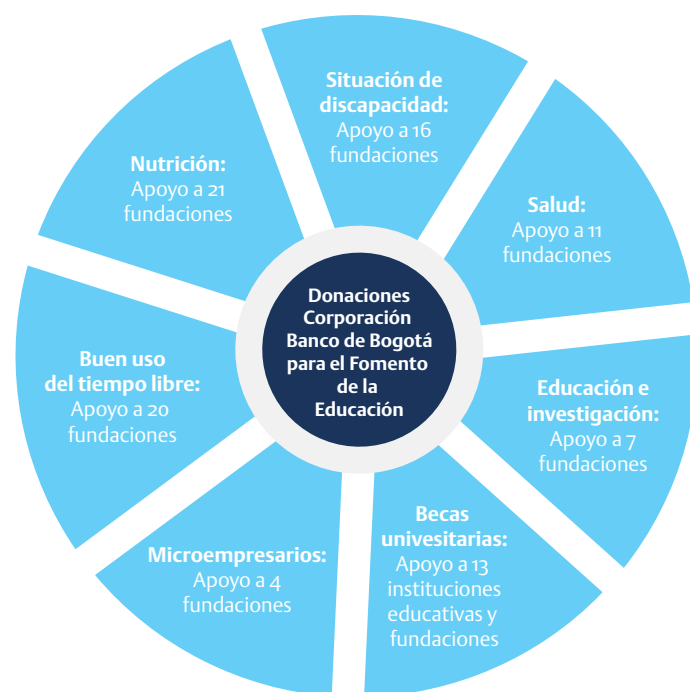 Situación de
discapacidad:
Apoyo a 16
fundaciones
Salud:
Apoyo a 11
fundaciones
Educación e
investigación:
Apoyo a 7
fundaciones
Becas
univesitarias:
Apoyo a 13
instituciones
educativas y
fundaciones
Microempresarios:
Apoyo a 4
fundaciones
Buen uso
del tiempo libre:
Apoyo a 20
fundaciones
Nutrición:
Apoyo a 21
fundaciones
Donaciones
Corporación
Banco de Bogotá
para el Fomento
de la
Educación